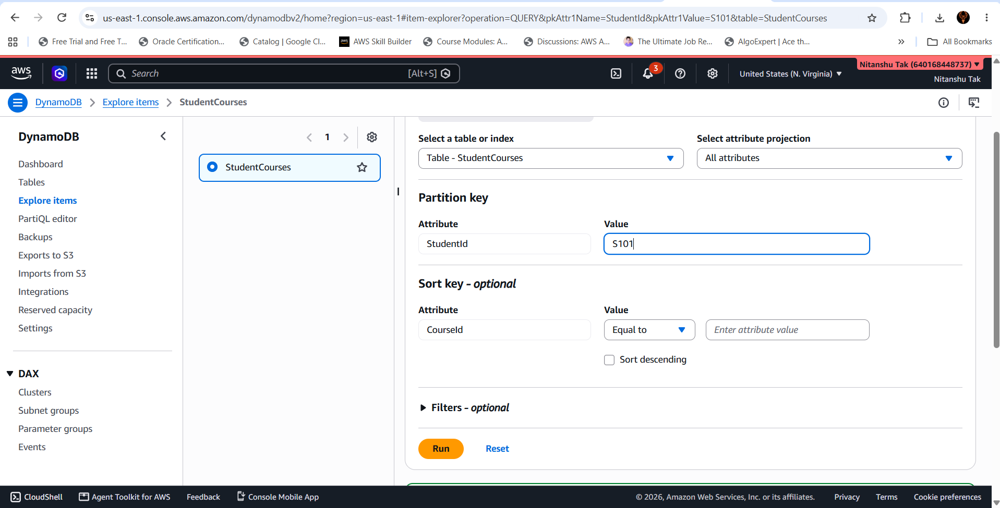 us-east-1.console.aws.amazon.com/dynamodbv2/home?region=us-east-1#item-explorer?operation=QUERY&pkAttr1Name=StudentId&pkAttr1Value=S101&table=StudentCourses
Free Trial and Free T... Oracle Certification... Catalog | Google Cl... aws AWS Skill Builder Course Modules: A... Discussions: AWS A... The Ultimate Job Re... AlgoExpert | Ace th... » All Bookmarks
aws Search [Alt+S] 3 United States (N. Virginia) ▼ Nitanshu Tak (640168448737) ▼
Nitanshu Tak
DynamoDB > Explore items > StudentCourses
DynamoDB
Dashboard
Tables
Explore items
PartiQL editor
Backups
Exports to S3
Imports from S3
Integrations
Reserved capacity
Settings
DAX
Clusters
Subnet groups
Parameter groups
Events
1
StudentCourses
Select a table or index Select attribute projection
Table - StudentCourses All attributes
Partition key
Attribute Value
StudentId S101
Sort key - optional
Attribute Value
CourseId Equal to Enter attribute value
Sort descending
Filters - optional
Run Reset
CloudShell Agent Toolkit for AWS Feedback Console Mobile App © 2026, Amazon Web Services, Inc. or its affiliates. Privacy Terms Cookie preferences